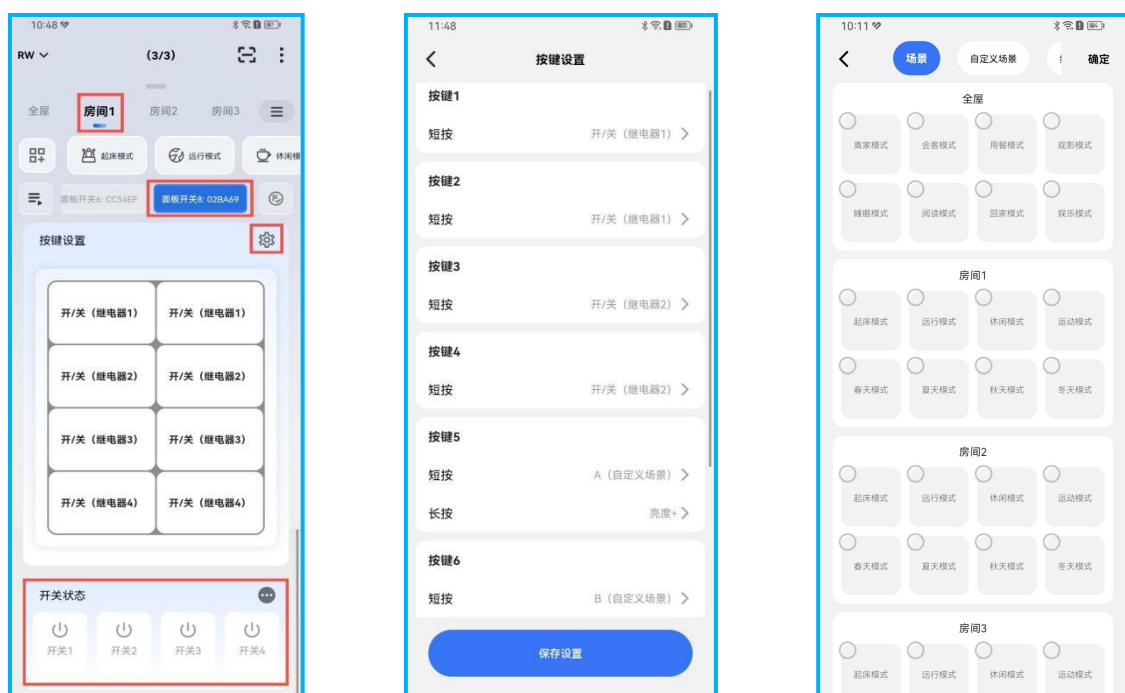 10:48
RW
(3/3)
全屋 房间1 房间2 房间3
起床模式 远行模式 休闲模
面板开关6: CC54EF 面板开关8: 02BA69
按键设置
开/关（继电器1） 开/关（继电器1）
开/关（继电器2） 开/关（继电器2）
开/关（继电器3） 开/关（继电器3）
开/关（继电器4） 开/关（继电器4）
开关状态
开关1 开关2 开关3 开关4
11:48
按键设置
按键1
短按 开/关（继电器1）
按键2
短按 开/关（继电器1）
按键3
短按 开/关（继电器2）
按键4
短按 开/关（继电器2）
按键5
短按 A（自定义场景）
长按 亮度+
按键6
短按 B（自定义场景）
保存设置
10:11
场景 自定义场景 确定
全屋
离家模式 会客模式 用餐模式 观影模式
睡眠模式 阅读模式 回家模式 娱乐模式
房间1
起床模式 远行模式 休闲模式 运动模式
春天模式 夏天模式 秋天模式 冬天模式
房间2
起床模式 远行模式 休闲模式 运动模式
春天模式 夏天模式 秋天模式 冬天模式
房间3
起床模式 远行模式 休闲模式 运动模式